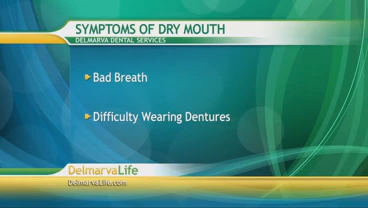 SYMPTOMS OF DRY MOUTH
DELMARVA DENTAL SERVICES
Bad Breath
Difficulty Wearing Dentures
DelmarvaLife
DelmarvaLife.com